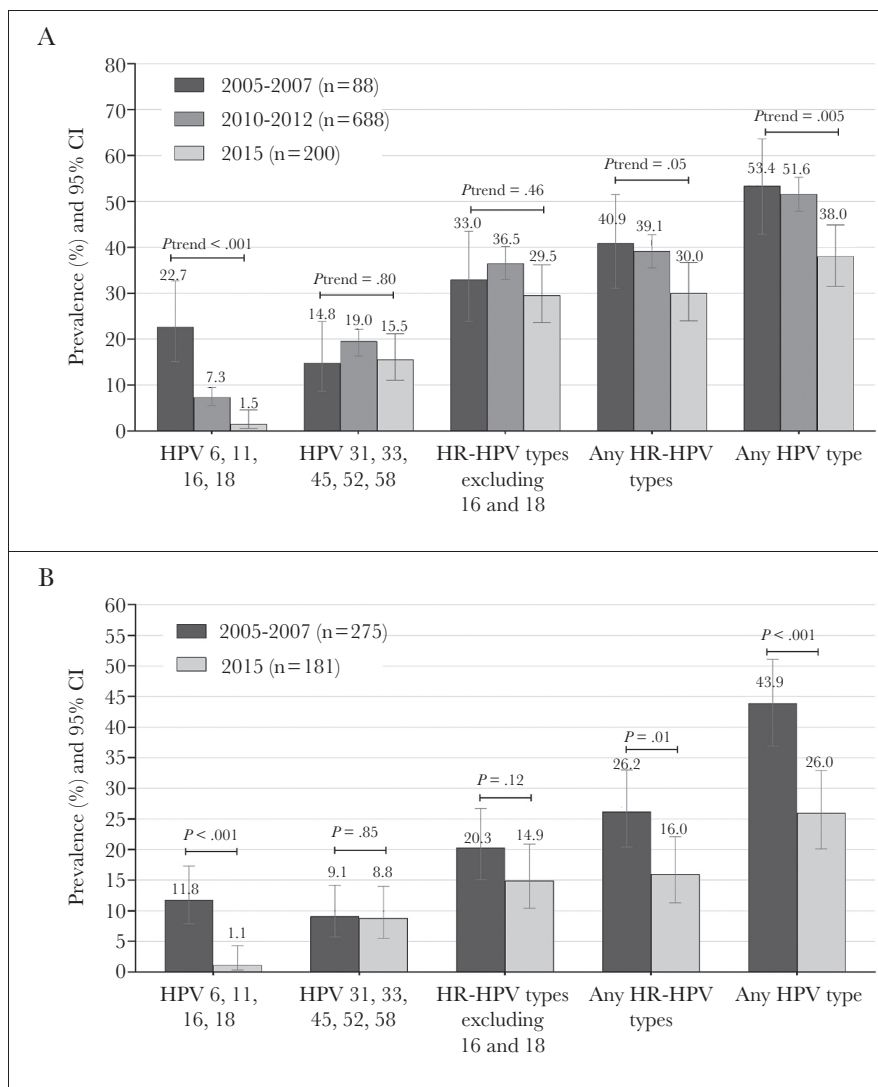 A
Prevalence (%) and 95% CI
80
70
60
50
40
30
20
10
0
2005-2007 (n=88)
2010-2012 (n=688)
2015 (n=200)
Ptrend < .001
22.7
7.3
1.5
Ptrend = .80
14.8
19.0
15.5
Ptrend = .46
33.0
36.5
29.5
Ptrend = .05
40.9
39.1
30.0
Ptrend = .005
53.4
51.6
38.0
HPV 6, 11,
16, 18
HPV 31, 33,
45, 52, 58
HR-HPV types
excluding
16 and 18
Any HR-HPV
types
Any HPV type
B
Prevalence (%) and 95% CI
60
55
50
45
40
35
30
25
20
15
10
5
0
2005-2007 (n=275)
2015 (n=181)
P < .001
11.8
1.1
P = .85
9.1
8.8
P = .12
20.3
14.9
P = .01
26.2
16.0
P < .001
43.9
26.0
HPV 6, 11,
16, 18
HPV 31, 33,
45, 52, 58
HR-HPV types
excluding
16 and 18
Any HR-HPV
types
Any HPV type